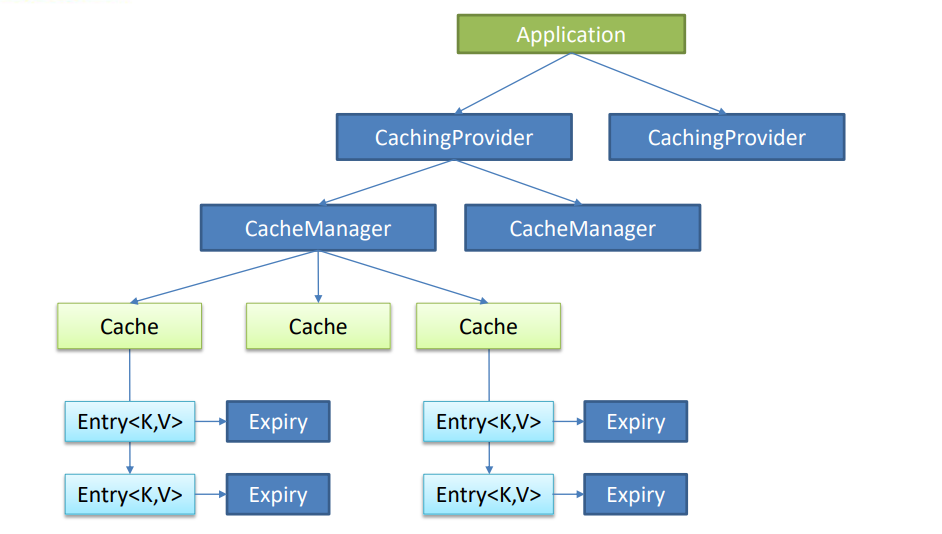 Application
CachingProvider
CachingProvider
CacheManager
CacheManager
Cache
Cache
Cache
Entry<K,V>
Expiry
Entry<K,V>
Expiry
Entry<K,V>
Expiry
Entry<K,V>
Expiry